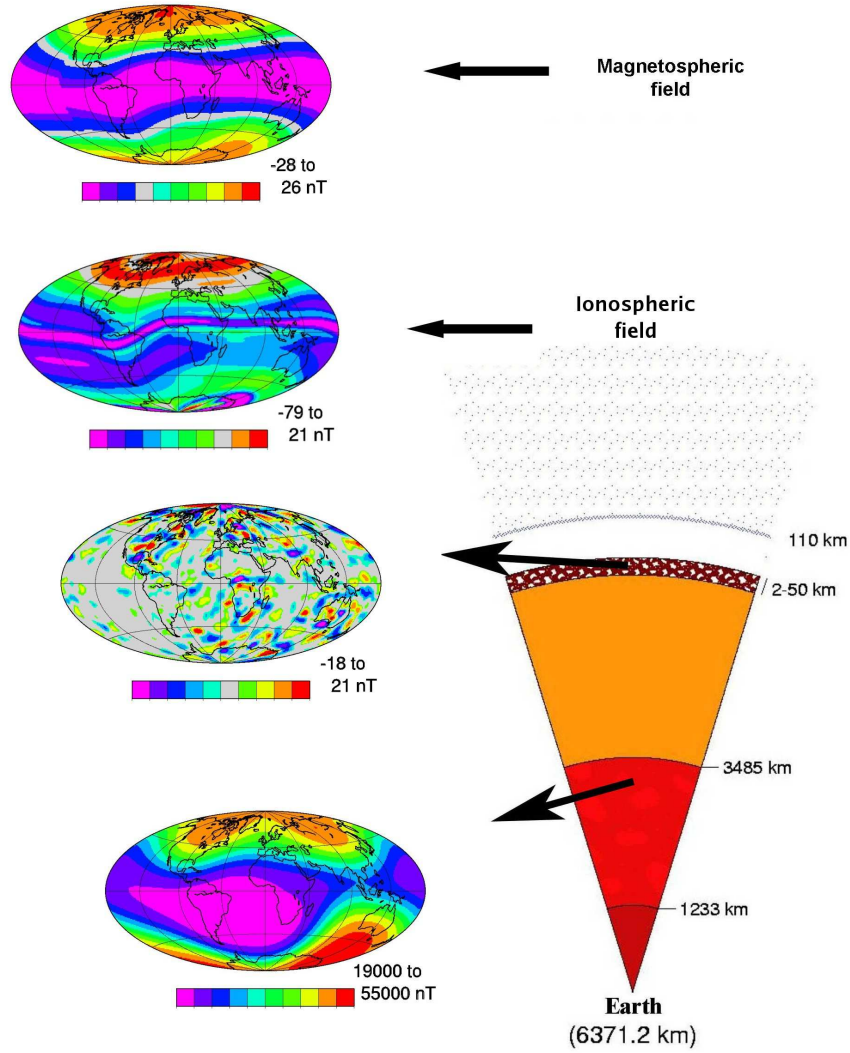 Magnetospheric
field
-28 to
26 nT
Ionospheric
field
-79 to
21 nT
110 km
2-50 km
-18 to
21 nT
3485 km
1233 km
19000 to
55000 nT
Earth
(6371.2 km)